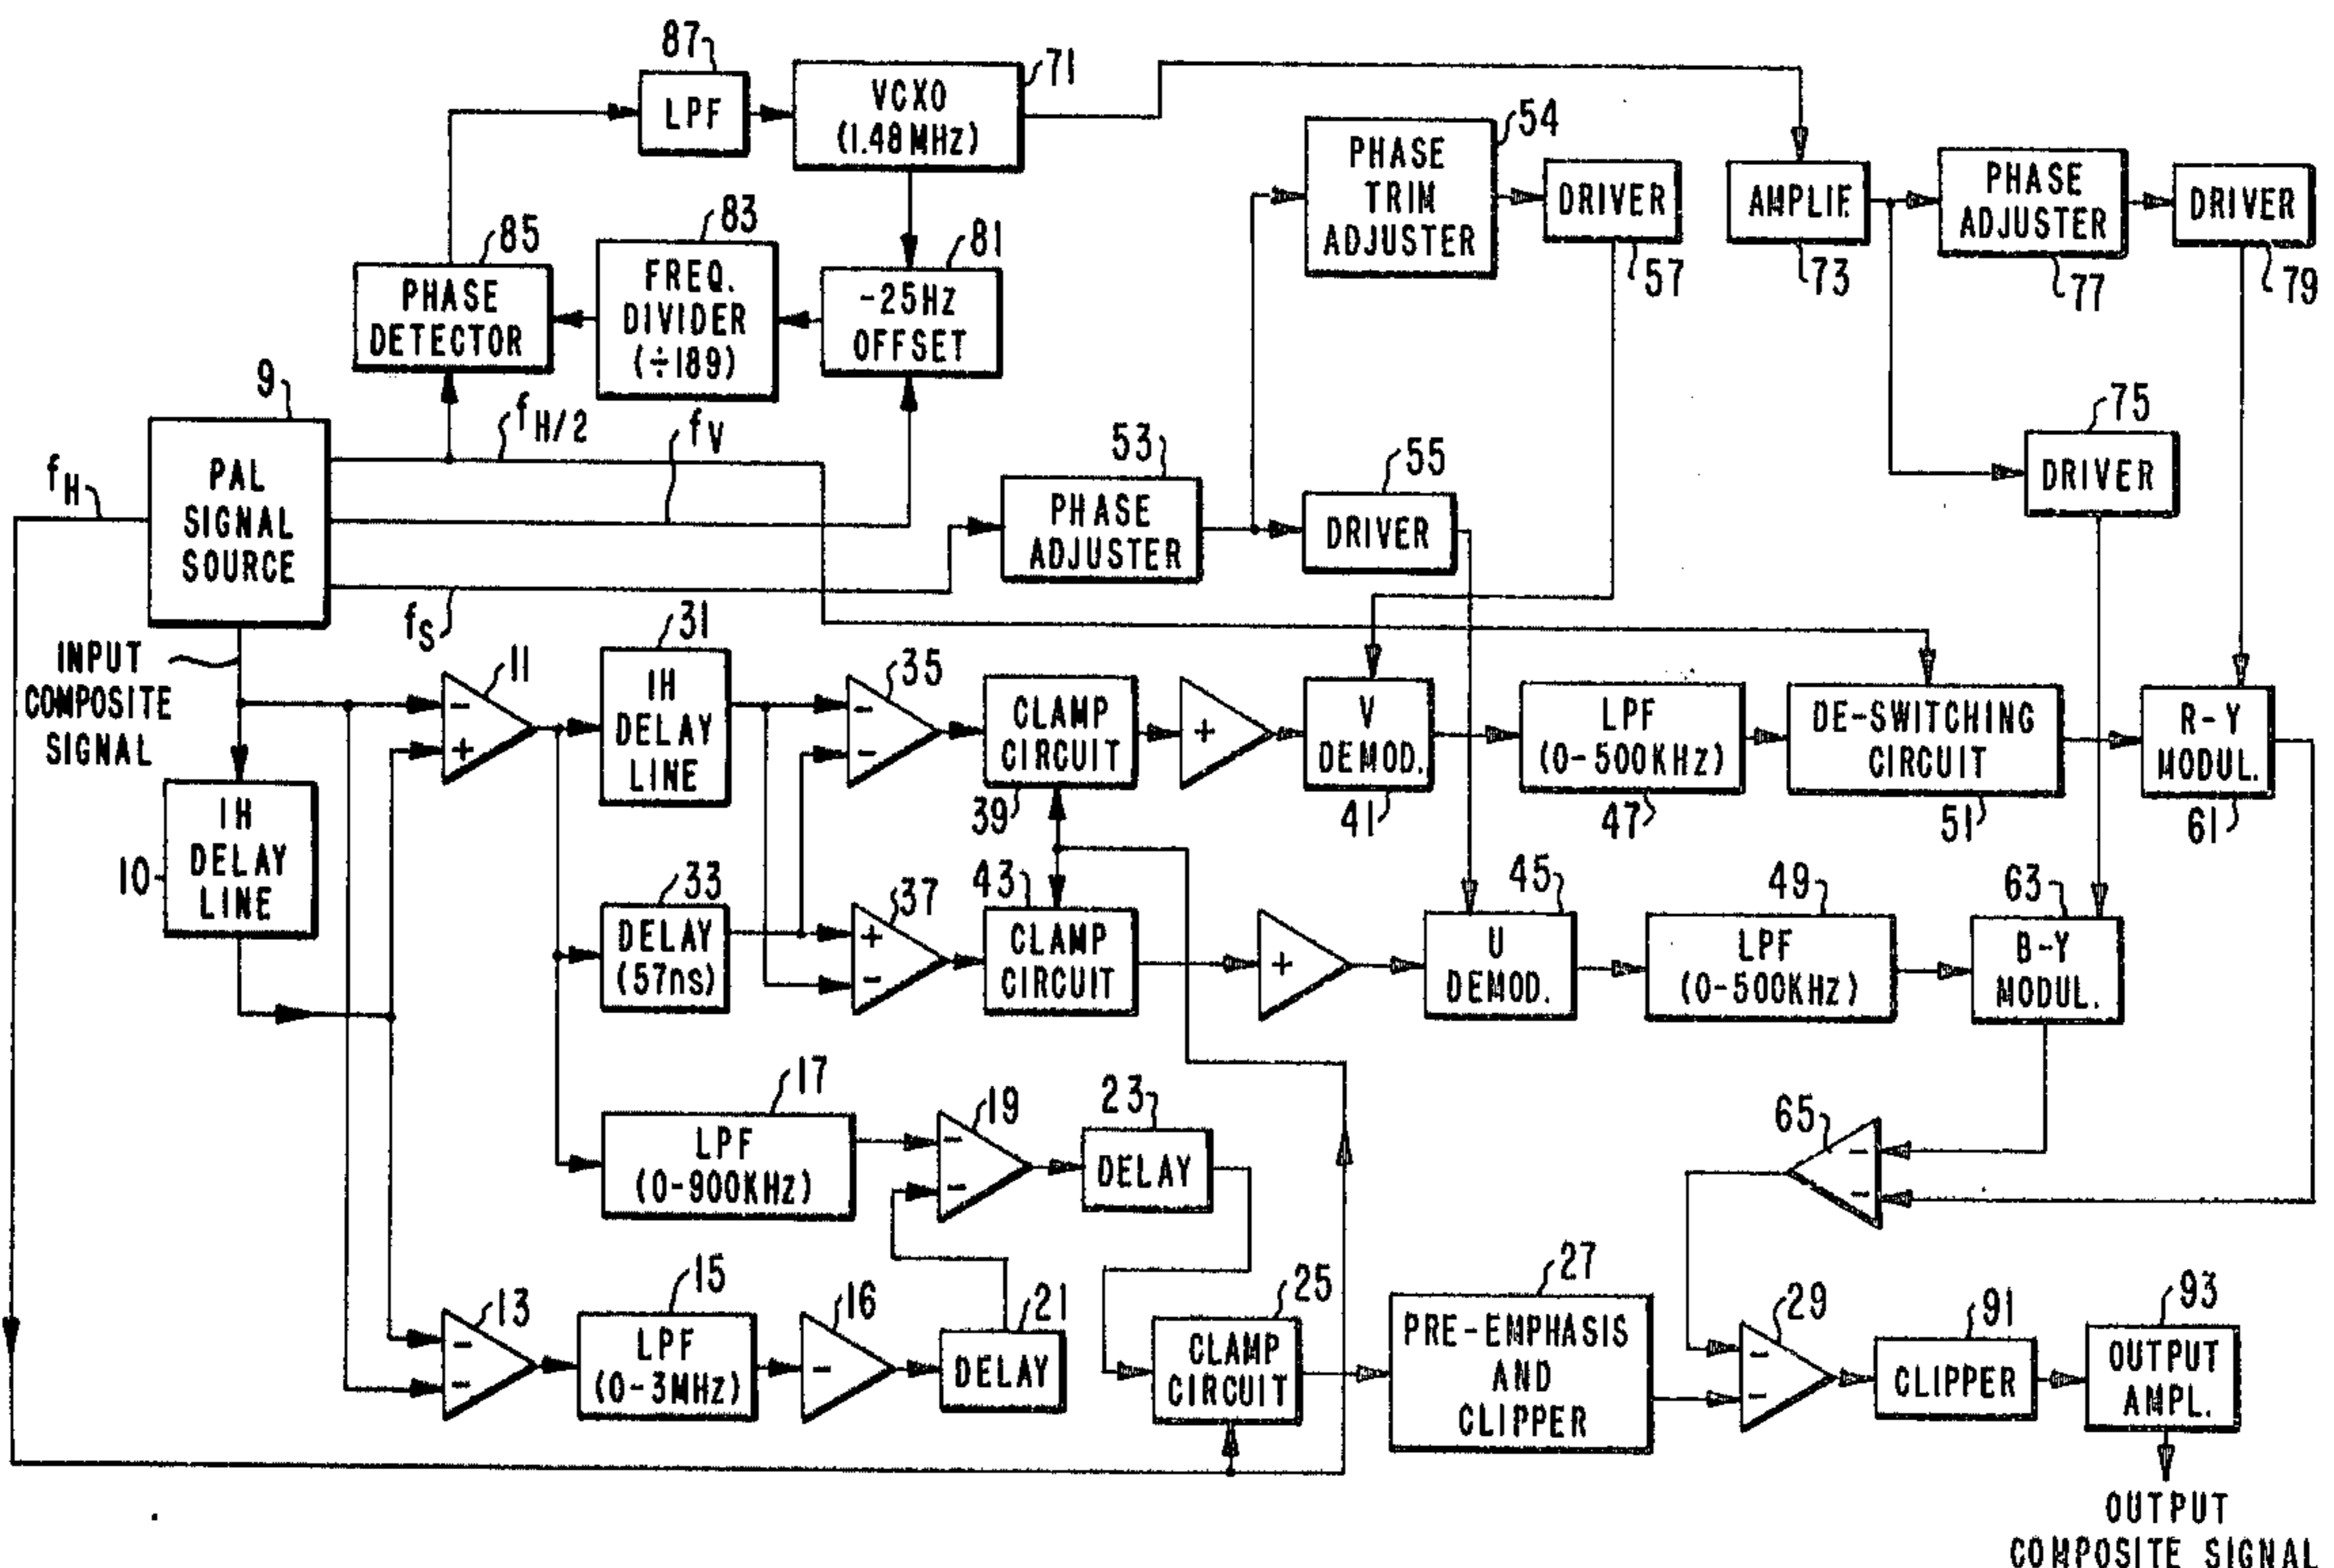 87
LPF
71
VCXO
(1.48MHz)
54
PHASE
TRIM
ADJUSTER
DRIVER
57
AMPLIF.
73
PHASE
ADJUSTER
77
DRIVER
79
85
PHASE
DETECTOR
83
FREQ.
DIVIDER
(÷189)
81
-25HZ
OFFSET
9
PAL
SIGNAL
SOURCE
fH
fH/2
fV
fS
53
PHASE
ADJUSTER
55
DRIVER
75
DRIVER
INPUT
COMPOSITE
SIGNAL
10
1H
DELAY
LINE
11
-
+
31
1H
DELAY
LINE
35
-
-
CLAMP
CIRCUIT
39
+
V
DEMOD.
41
LPF
(0-500KHz)
47
DE-SWITCHING
CIRCUIT
51
R-Y
MODUL.
61
33
DELAY
(57ns)
37
+
-
43
CLAMP
CIRCUIT
+
45
U
DEMOD.
49
LPF
(0-500KHz)
63
B-Y
MODUL.
17
LPF
(0-900KHz)
19
-
-
23
DELAY
65
-
-
13
-
-
15
LPF
(0-3MHz)
16
-
21
DELAY
25
CLAMP
CIRCUIT
27
PRE-EMPHASIS
AND
CLIPPER
29
-
-
91
CLIPPER
93
OUTPUT
AMPL.
OUTPUT
COMPOSITE SIGNAL